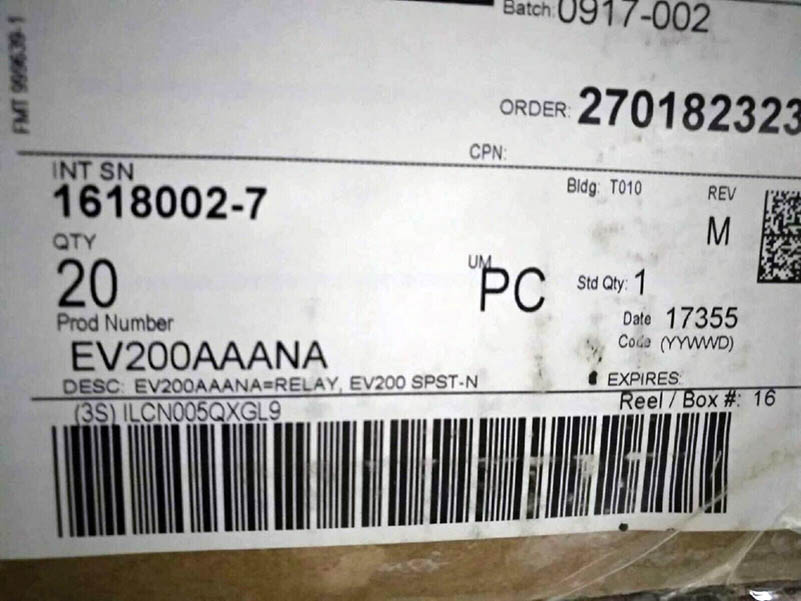 Batch: 0917-002
FMT 999639-1
ORDER: 270182323
CPN:
INT SN
1618002-7
Bldg: T010
REV
M
QTY
20
UM
PC
Std Qty: 1
Prod Number
Date 17355
Code (YYWWD)
EV200AAANA
DESC: EV200AAANA=RELAY, EV200 SPST-N
EXPIRES:
(3S) ILCN005QXGL9
Reel / Box #: 16